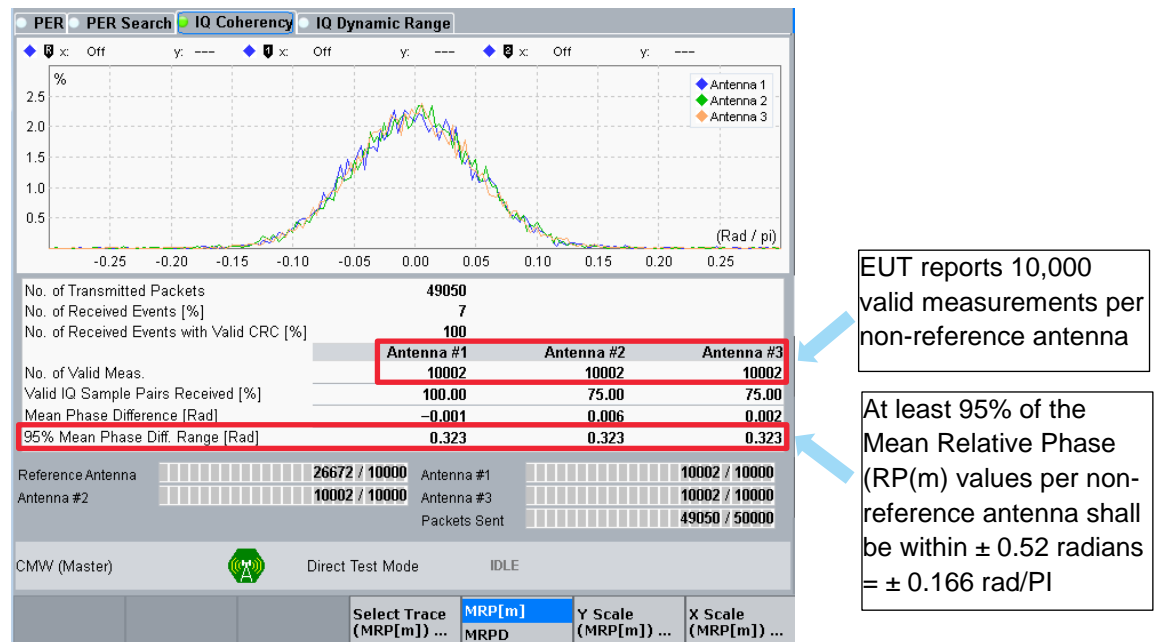 PER PER Search IQ Coherency IQ Dynamic Range
R x: Off y: --- 1 x: Off y: --- 2 x: Off y: ---
%
2.5
2.0
1.5
1.0
0.5
Antenna 1
Antenna 2
Antenna 3
(Rad / pi)
-0.25 -0.20 -0.15 -0.10 -0.05 0.00 0.05 0.10 0.15 0.20 0.25
No. of Transmitted Packets 49050
No. of Received Events [%] 7
No. of Received Events with Valid CRC [%] 100
Antenna #1 Antenna #2 Antenna #3
No. of Valid Meas. 10002 10002 10002
Valid IQ Sample Pairs Received [%] 100.00 75.00 75.00
Mean Phase Difference [Rad] −0.001 0.006 0.002
95% Mean Phase Diff. Range [Rad] 0.323 0.323 0.323
Reference Antenna 26672 / 10000 Antenna #1 10002 / 10000
Antenna #2 10002 / 10000 Antenna #3 10002 / 10000
Packets Sent 49050 / 50000
CMW (Master) Direct Test Mode IDLE
Select Trace (MRP[m]) ...
MRP[m]
MRPD
Y Scale (MRP[m]) ...
X Scale (MRP[m]) ...
EUT reports 10,000
valid measurements per
non-reference antenna
At least 95% of the
Mean Relative Phase
(RP(m) values per non-
reference antenna shall
be within ± 0.52 radians
= ± 0.166 rad/PI